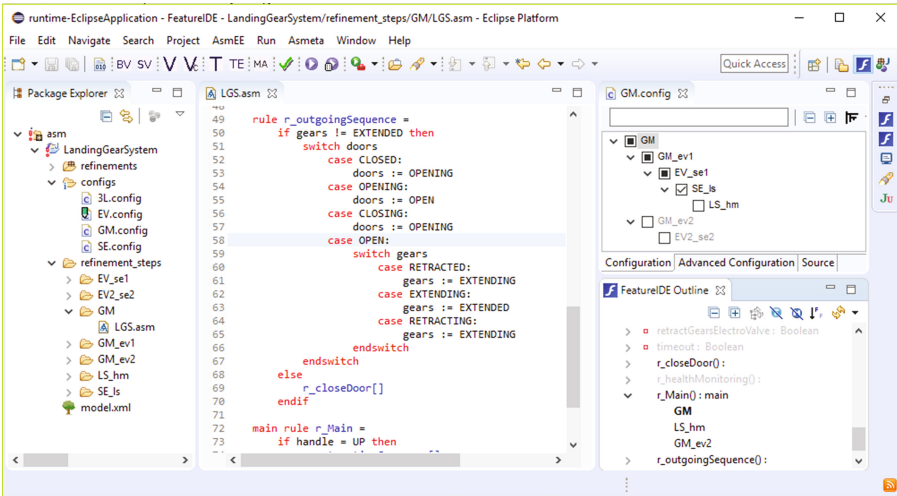 runtime-EclipseApplication - FeatureIDE - LandingGearSystem/refinement_steps/GM/LGS.asm - Eclipse Platform
File Edit Navigate Search Project AsmEE Run Asmeta Window Help
BV SV V V T TE MA Quick Access
Package Explorer
asm
LandingGearSystem
refinements
configs
3L.config
EV.config
GM.config
SE.config
refinement_steps
EV_se1
EV2_se2
GM
LGS.asm
GM_ev1
GM_ev2
LS_hm
SE_ls
model.xml
LGS.asm
48
49 rule r_outgoingSequence =
50 if gears != EXTENDED then
51 switch doors
52 case CLOSED:
53 doors := OPENING
54 case OPENING:
55 doors := OPEN
56 case CLOSING:
57 doors := OPENING
58 case OPEN:
59 switch gears
60 case RETRACTED:
61 gears := EXTENDING
62 case EXTENDING:
63 gears := EXTENDED
64 case RETRACTING:
65 gears := EXTENDING
66 endswitch
67 endswitch
68 else
69 r_closeDoor[]
70 endif
71
72 main rule r_Main =
73 if handle = UP then
GM.config
GM
GM_ev1
EV_se1
SE_ls
LS_hm
GM_ev2
EV2_se2
Configuration Advanced Configuration Source
FeatureIDE Outline
retractGearsElectroValve : Boolean
timeout : Boolean
r_closeDoor() :
r_healthMonitoring() :
r_Main() : main
GM
LS_hm
GM_ev2
r_outgoingSequence() :
Ju